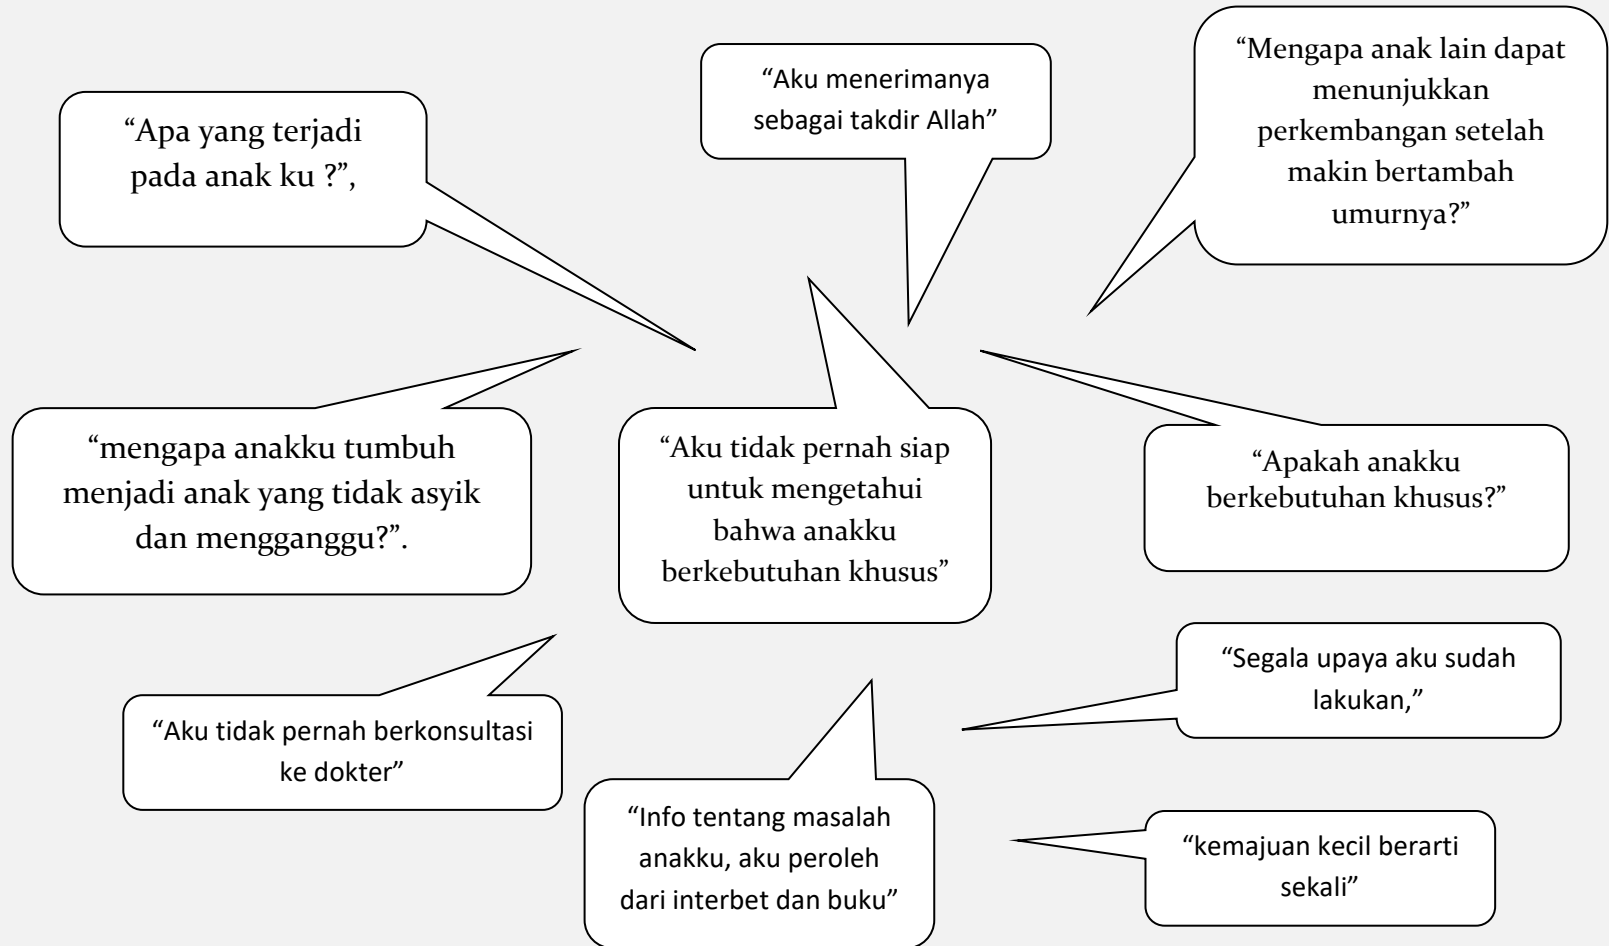 “Apa yang terjadi
pada anak ku ?”,
“Aku menerimanya
sebagai takdir Allah”
“Mengapa anak lain dapat
menunjukkan
perkembangan setelah
makin bertambah
umurnya?”
“mengapa anakku tumbuh
menjadi anak yang tidak asyik
dan mengganggu?”.
“Aku tidak pernah siap
untuk mengetahui
bahwa anakku
berkebutuhan khusus”
“Apakah anakku
berkebutuhan khusus?”
“Aku tidak pernah berkonsultasi
ke dokter”
“Info tentang masalah
anakku, aku peroleh
dari interbet dan buku”
“Segala upaya aku sudah
lakukan,”
“kemajuan kecil berarti
sekali”